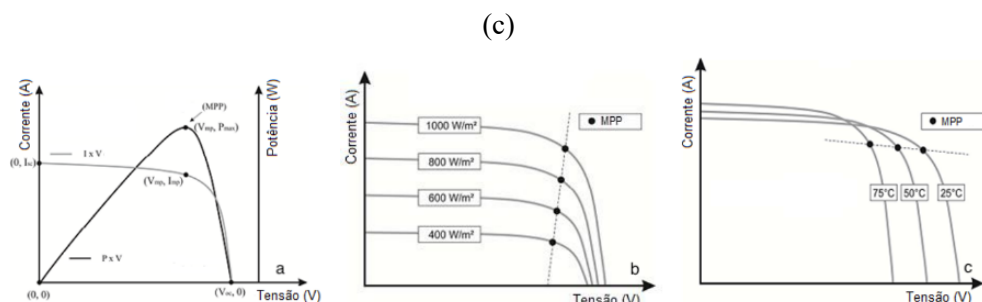 (c)
Corrente (A)
Potência (W)
(MPP)
(Vmp, Pmax)
(0, Isc)
I x V
(Vmp, Imp)
P x V
a
(0, 0)
(Voc, 0)
Tensão (V)
Corrente (A)
MPP
1000 W/m²
800 W/m²
600 W/m²
400 W/m²
b
Tensão (V)
Corrente (A)
MPP
75°C
50°C
25°C
c
Tensão (V)